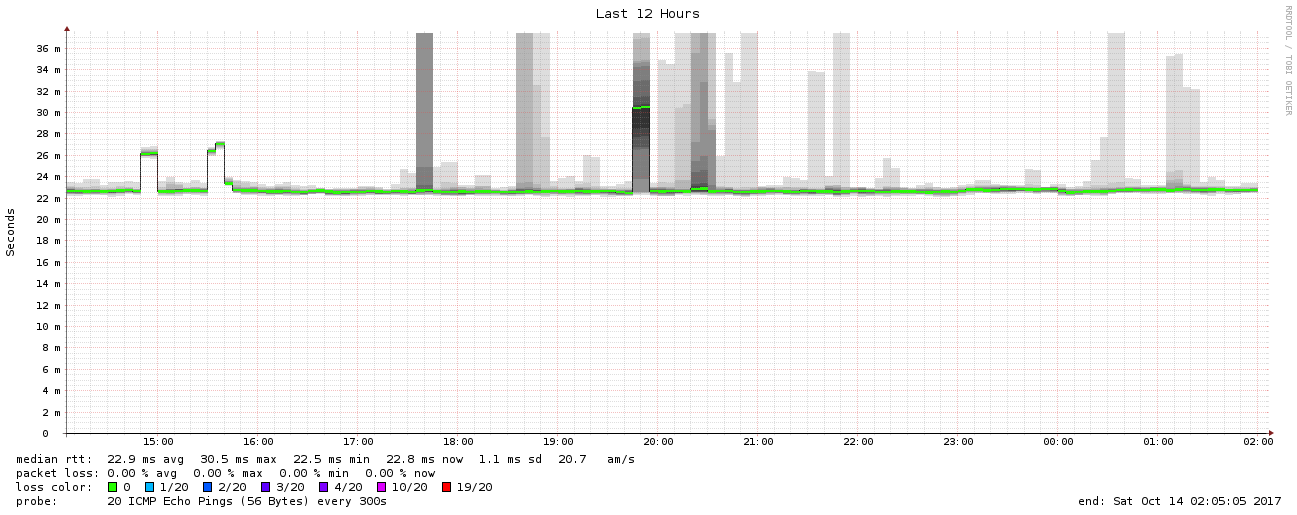 Last 12 Hours
RRDTOOL / TOBI OETIKER
Seconds
36 m
34 m
32 m
30 m
28 m
26 m
24 m
22 m
20 m
18 m
16 m
14 m
12 m
10 m
8 m
6 m
4 m
2 m
0
15:00 16:00 17:00 18:00 19:00 20:00 21:00 22:00 23:00 00:00 01:00 02:00
median rtt: 22.9 ms avg 30.5 ms max 22.5 ms min 22.8 ms now 1.1 ms sd 20.7 am/s
packet loss: 0.00 % avg 0.00 % max 0.00 % min 0.00 % now
loss color: 0 1/20 2/20 3/20 4/20 10/20 19/20
probe: 20 ICMP Echo Pings (56 Bytes) every 300s end: Sat Oct 14 02:05:05 2017